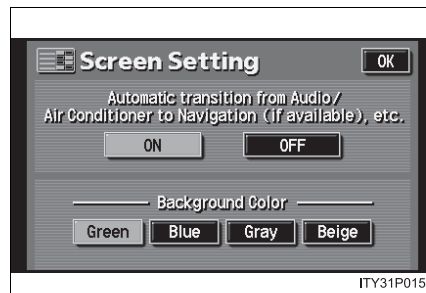 Screen Setting OK
Automatic transition from Audio/
Air Conditioner to Navigation (if available), etc.
ON OFF
Background Color
Green Blue Gray Beige
ITY31P015